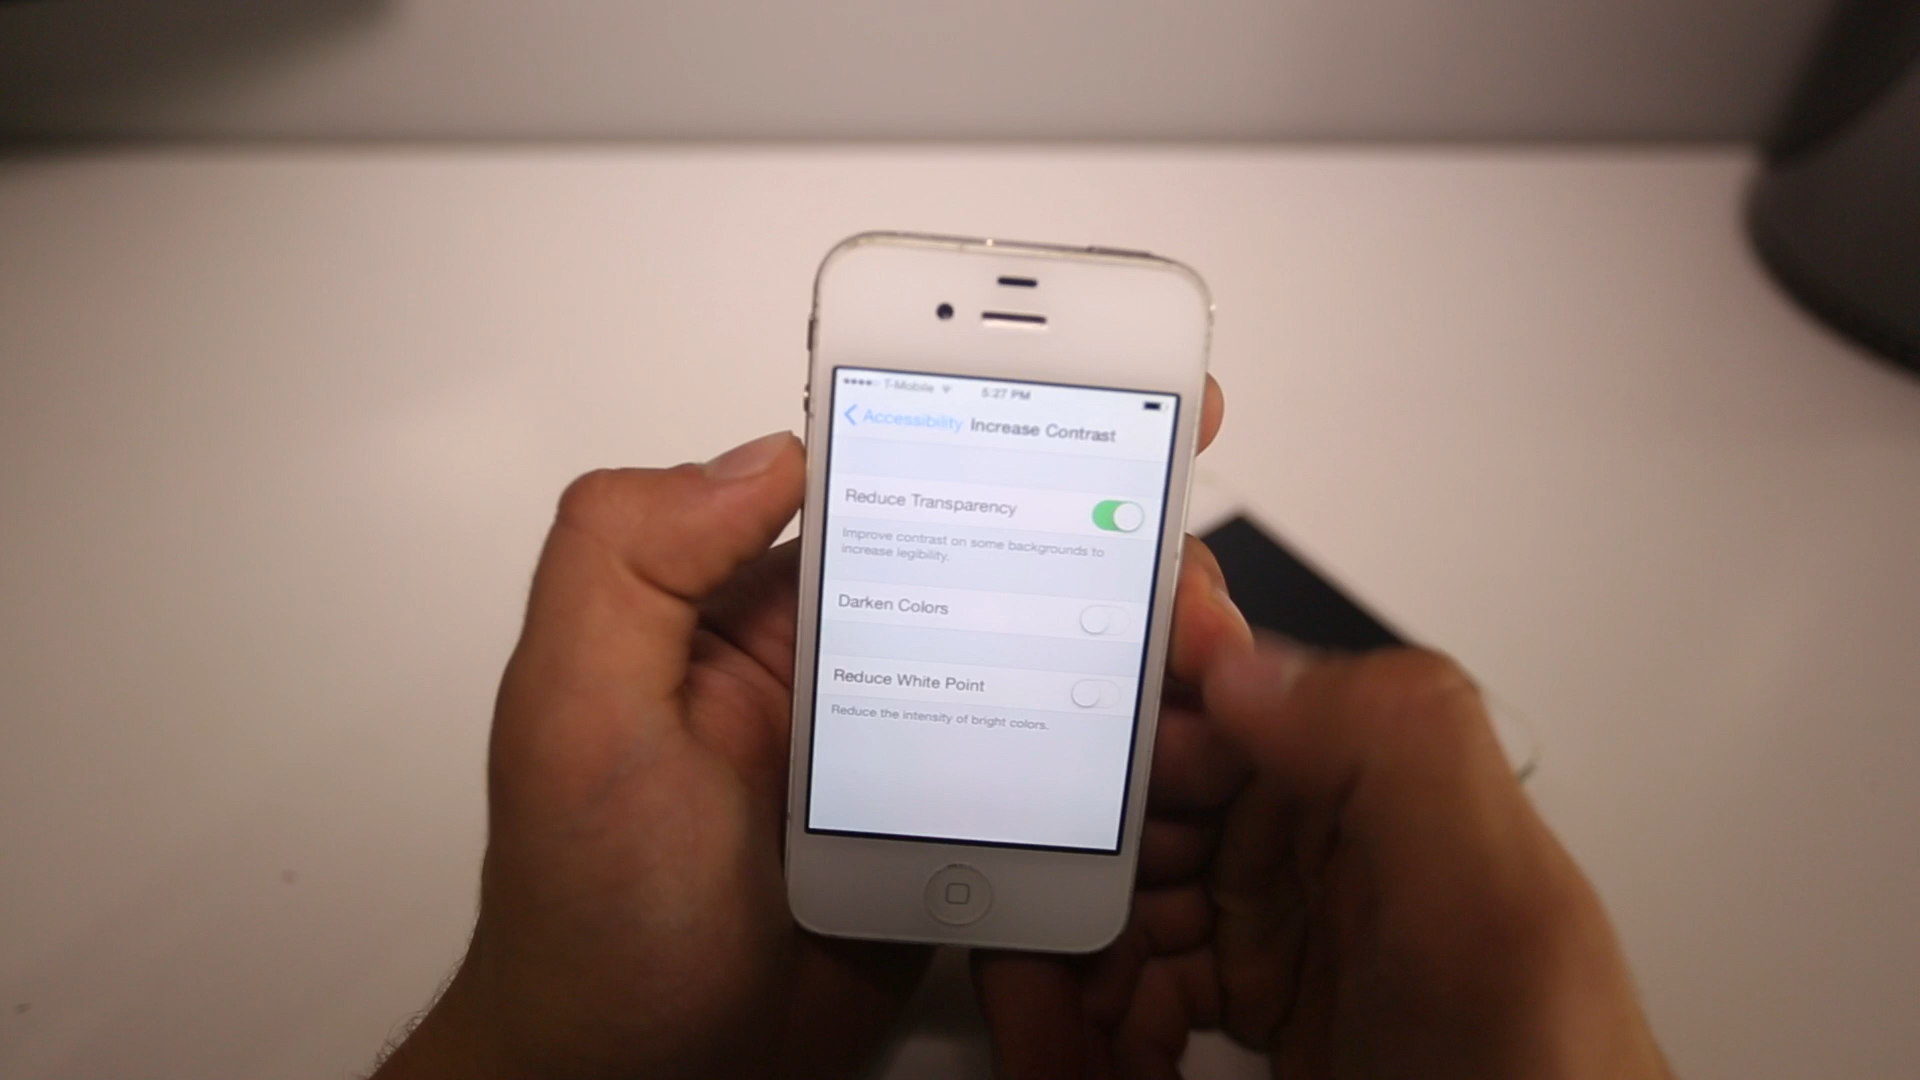 T-Mobile 5:27 PM
Accessibility Increase Contrast
Reduce Transparency
Improve contrast on some backgrounds to
increase legibility.
Darken Colors
Reduce White Point
Reduce the intensity of bright colors.